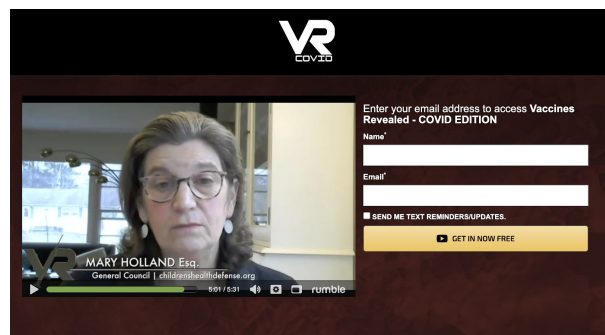 VR
COVID
Enter your email address to access Vaccines
Revealed - COVID EDITION
Name*
Email*
SEND ME TEXT REMINDERS/UPDATES.
GET IN NOW FREE
VR
MARY HOLLAND Esq.
General Council | childrenshealthdefense.org
5:01 / 5:31
rumble